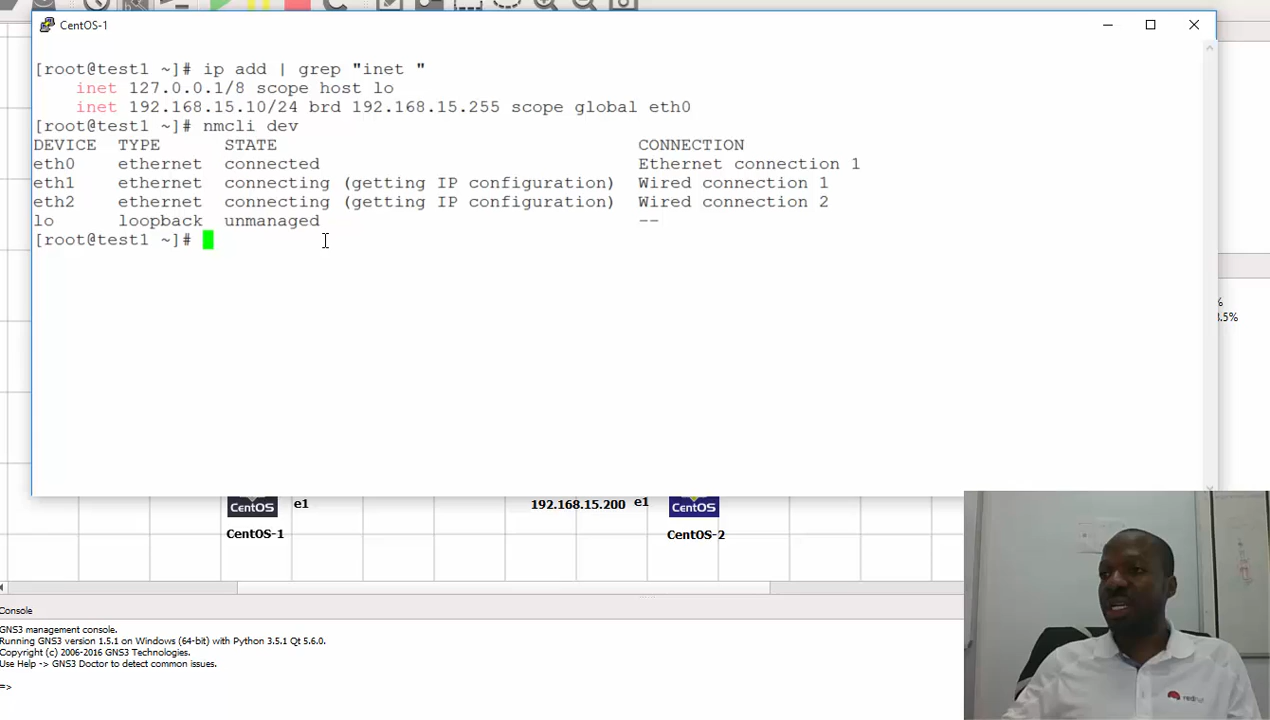 CentOS-1
[root@test1 ~]# ip add | grep "inet "
inet 127.0.0.1/8 scope host lo
inet 192.168.15.10/24 brd 192.168.15.255 scope global eth0
[root@test1 ~]# nmcli dev
DEVICE TYPE STATE CONNECTION
eth0 ethernet connected Ethernet connection 1
eth1 ethernet connecting (getting IP configuration) Wired connection 1
eth2 ethernet connecting (getting IP configuration) Wired connection 2
lo loopback unmanaged --
[root@test1 ~]#
%
.5%
CentOS e1 192.168.15.200 e1 CentOS
CentOS-1 CentOS-2
Console
GNS3 management console.
Running GNS3 version 1.5.1 on Windows (64-bit) with Python 3.5.1 Qt 5.6.0.
Copyright (c) 2006-2016 GNS3 Technologies.
Use Help -> GNS3 Doctor to detect common issues.
=>